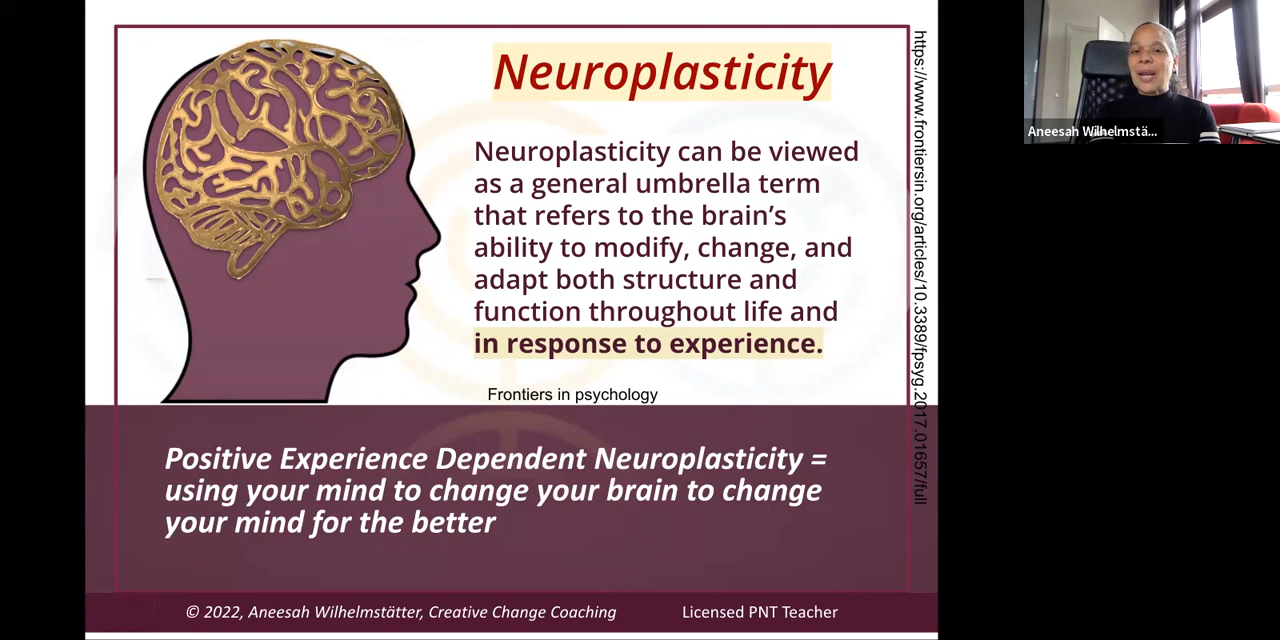 Neuroplasticity
Neuroplasticity can be viewed
as a general umbrella term
that refers to the brain’s
ability to modify, change, and
adapt both structure and
function throughout life and
in response to experience.
Frontiers in psychology
https://www.frontiersin.org/articles/10.3389/fpsyg.2017.01657/full
Positive Experience Dependent Neuroplasticity =
using your mind to change your brain to change
your mind for the better
© 2022, Aneesah Wilhelmstätter, Creative Change Coaching
Licensed PNT Teacher
Aneesah Wilhelmstä...